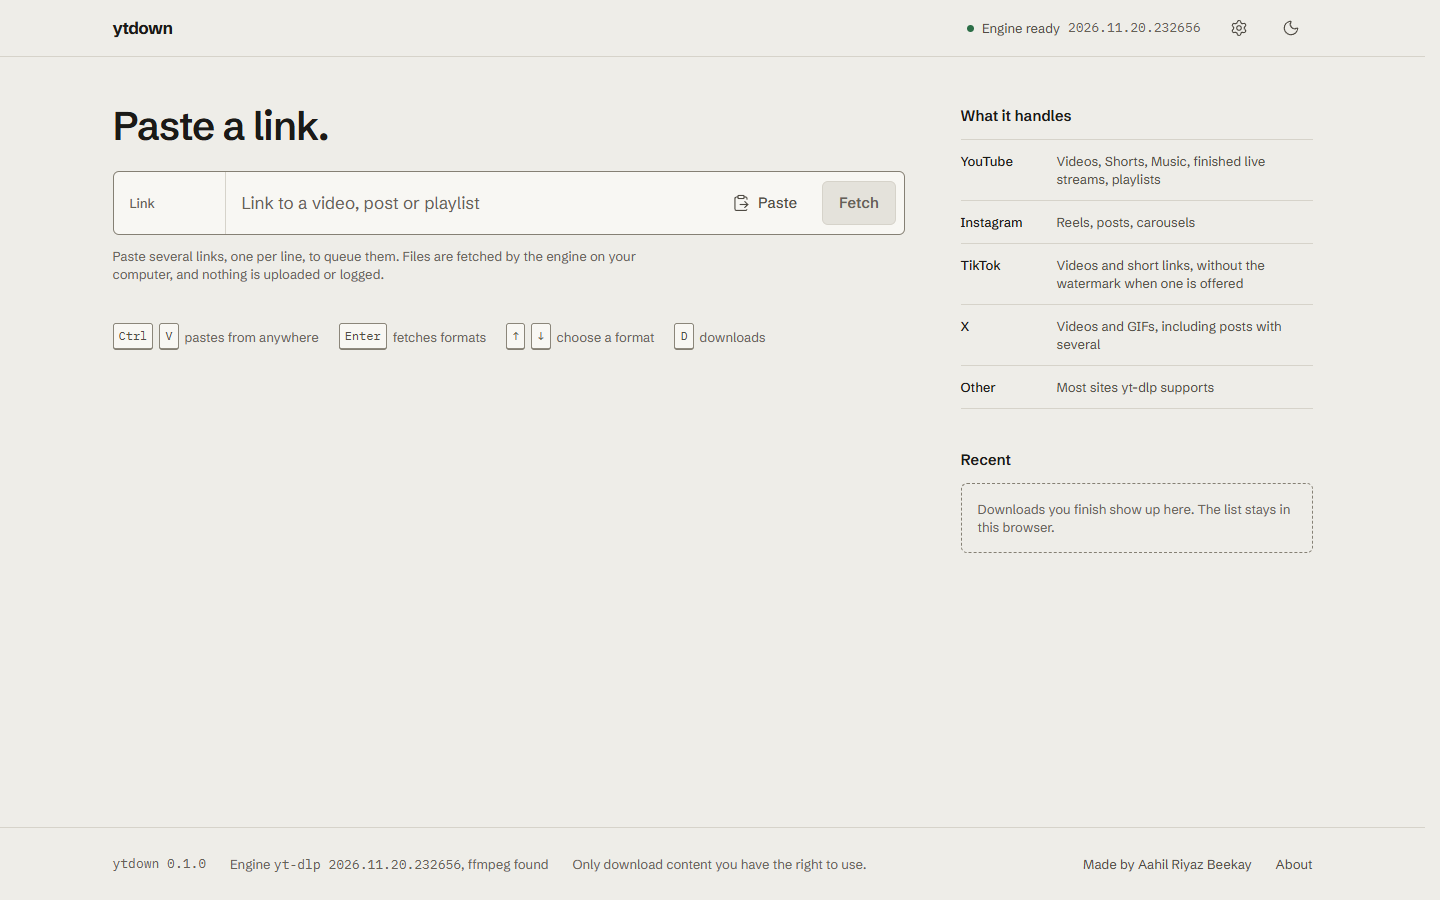 ytdown
Engine ready 2026.11.20.232656
Paste a link.
Link
Link to a video, post or playlist
Paste
Fetch
Paste several links, one per line, to queue them. Files are fetched by the engine on your
computer, and nothing is uploaded or logged.
Ctrl V pastes from anywhere Enter fetches formats ↑ ↓ choose a format D downloads
What it handles
YouTube Videos, Shorts, Music, finished live
streams, playlists
Instagram Reels, posts, carousels
TikTok Videos and short links, without the
watermark when one is offered
X Videos and GIFs, including posts with
several
Other Most sites yt-dlp supports
Recent
Downloads you finish show up here. The list stays in
this browser.
ytdown 0.1.0 Engine yt-dlp 2026.11.20.232656, ffmpeg found Only download content you have the right to use. Made by Aahil Riyaz Beekay About